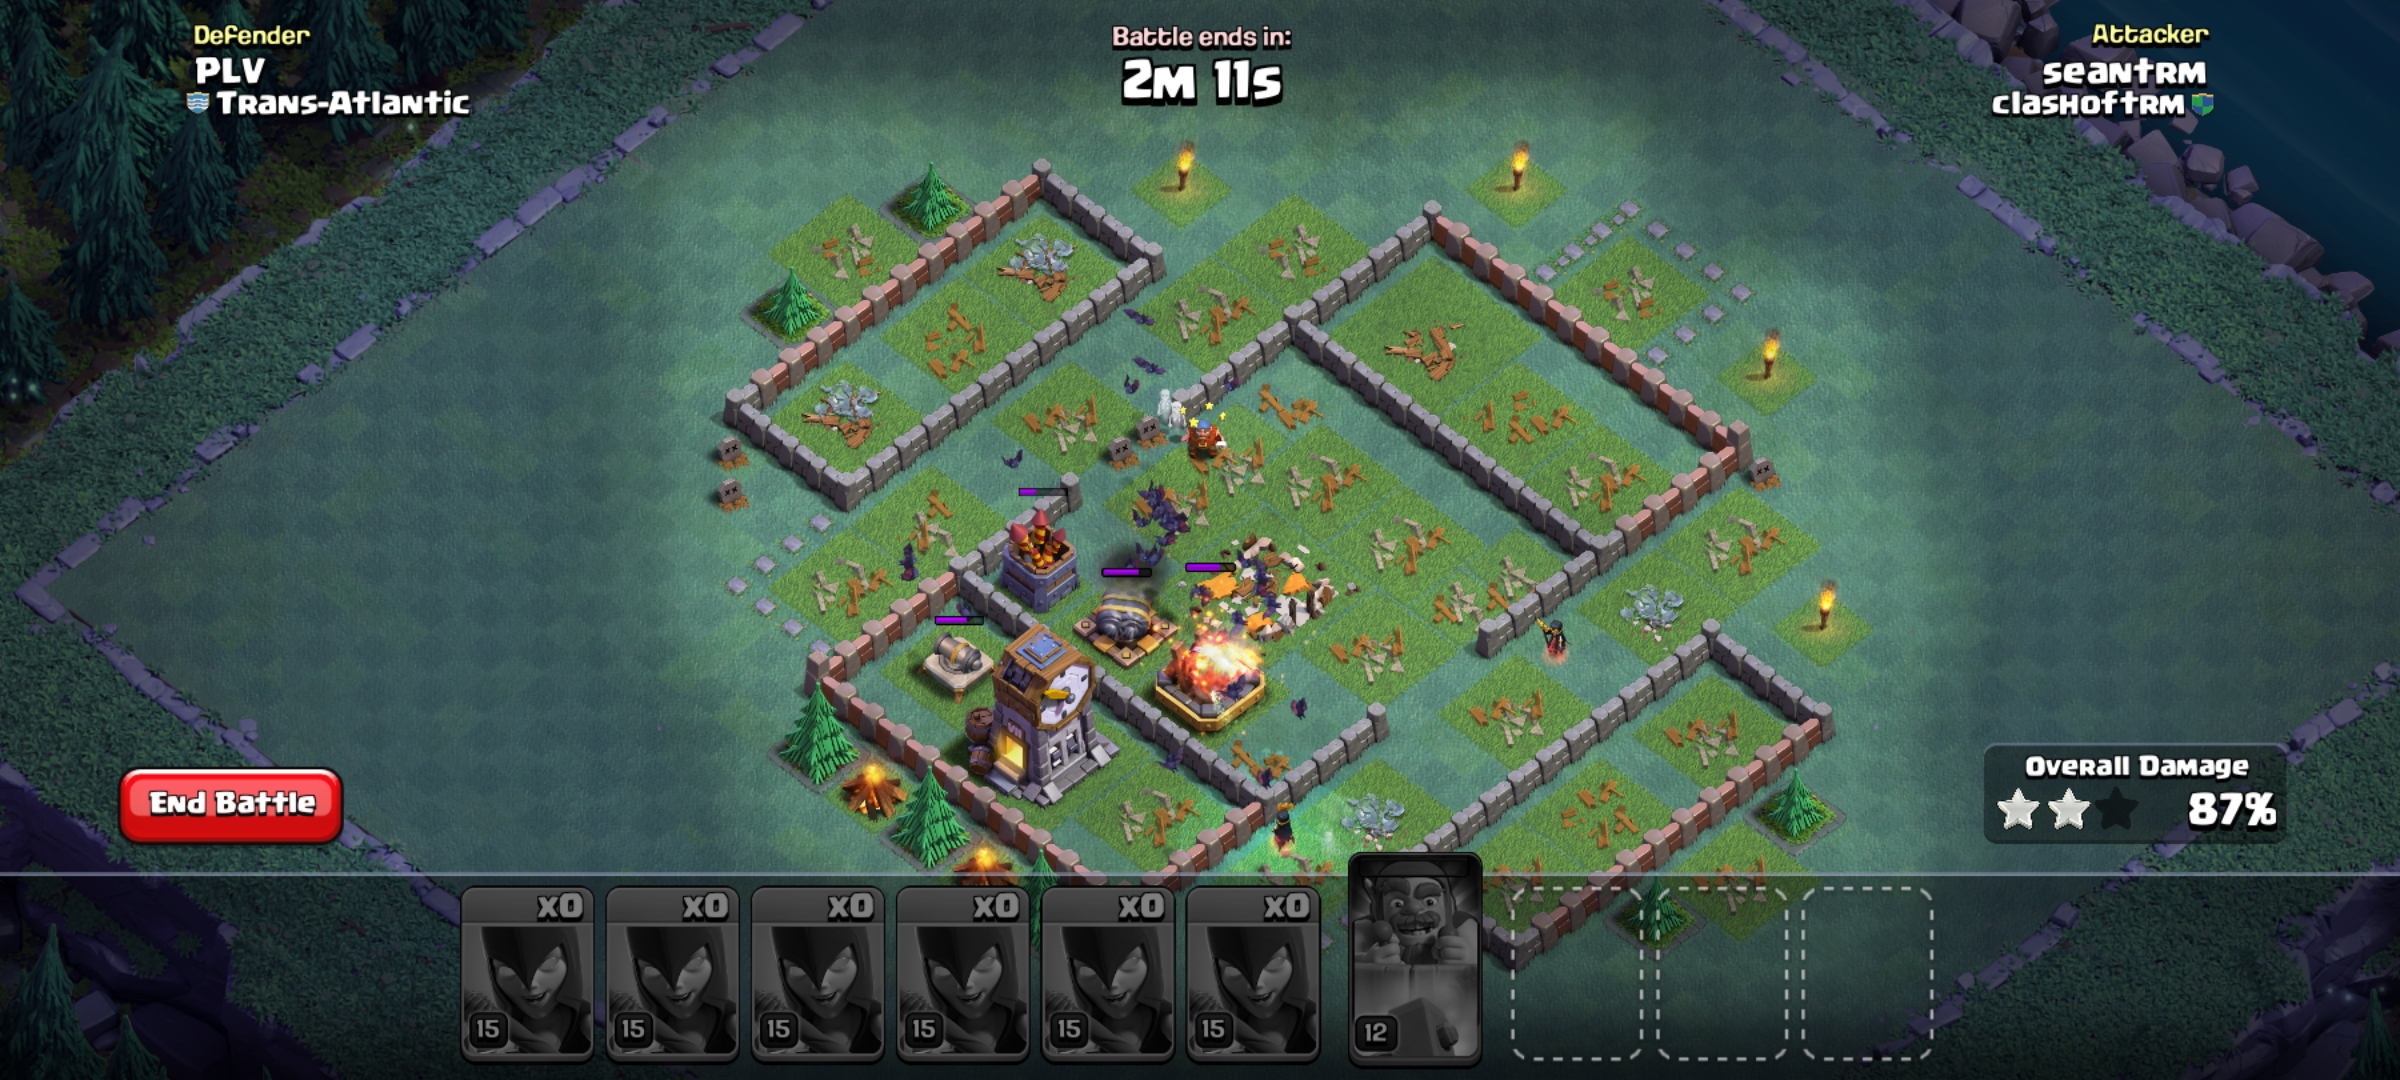 Defender
PLV
Trans-Atlantic
Battle ends in:
2M 11s
Attacker
seantRM
clashoftRM
End Battle
Overall Damage
87%
x0
x0
x0
x0
x0
x0
15
15
15
15
15
15
12